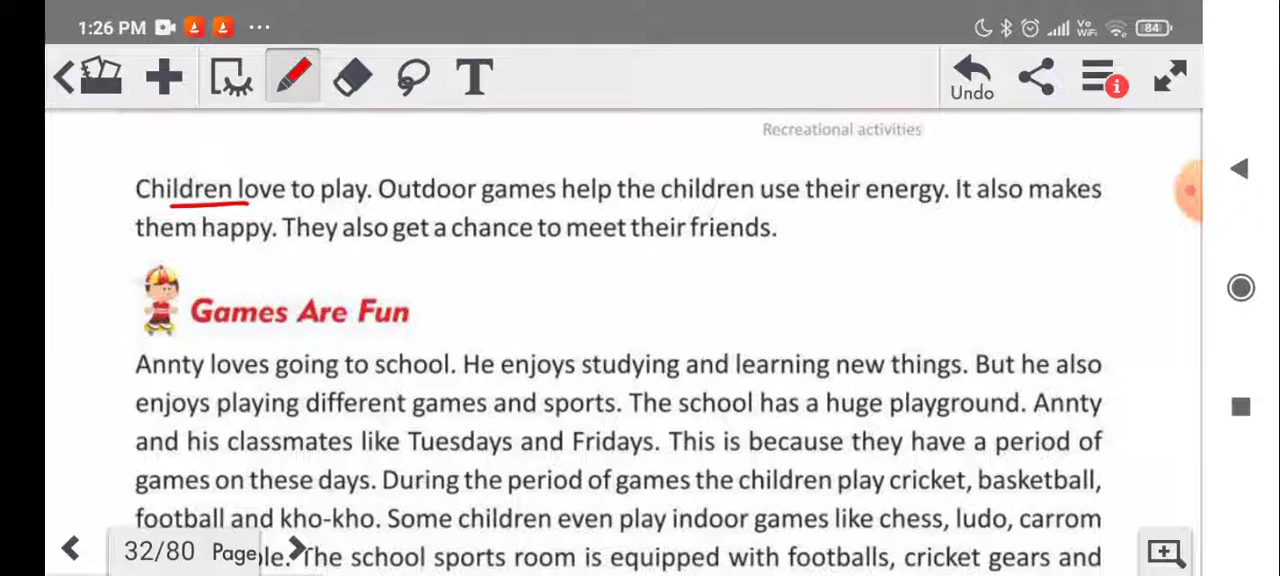 1:26 PM ... Vo WiFi 84
T Undo i
Recreational activities
Children love to play. Outdoor games help the children use their energy. It also makes
them happy. They also get a chance to meet their friends.
Games Are Fun
Annty loves going to school. He enjoys studying and learning new things. But he also
enjoys playing different games and sports. The school has a huge playground. Annty
and his classmates like Tuesdays and Fridays. This is because they have a period of
games on these days. During the period of games the children play cricket, basketball,
football and kho-kho. Some children even play indoor games like chess, ludo, carrom
32/80 Page The school sports room is equipped with footballs, cricket gears and